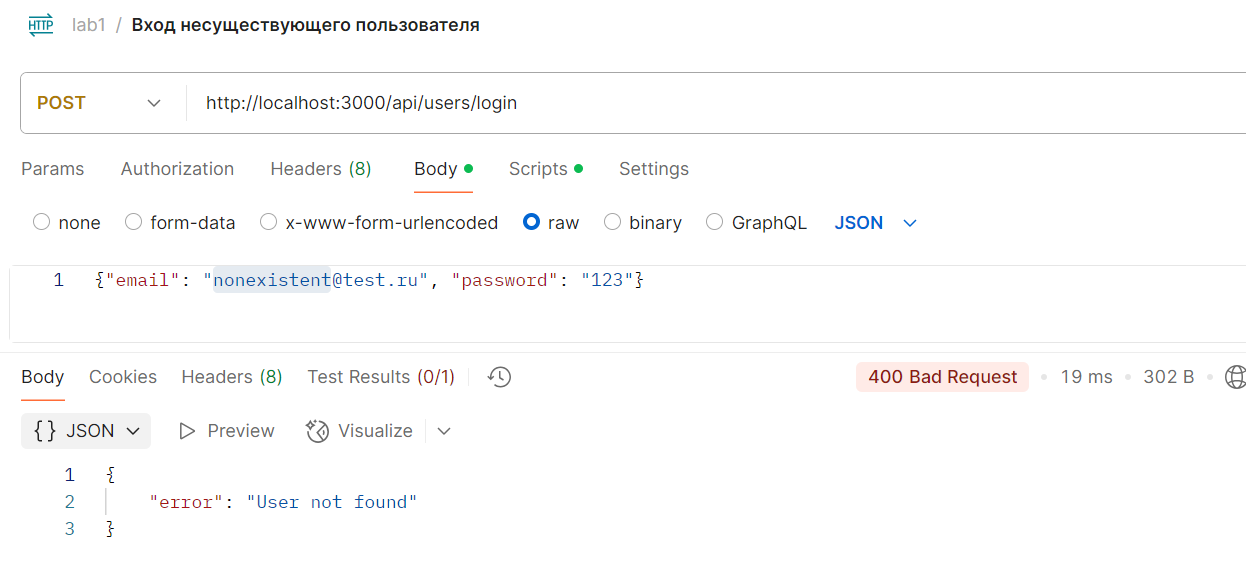 HTTP lab1 / Вход несуществующего пользователя
POST http://localhost:3000/api/users/login
Params Authorization Headers (8) Body Scripts Settings
none form-data x-www-form-urlencoded raw binary GraphQL JSON
1 {"email": "nonexistent@test.ru", "password": "123"}
Body Cookies Headers (8) Test Results (0/1) 400 Bad Request • 19 ms • 302 B •
{} JSON Preview Visualize
1 {
2 "error": "User not found"
3 }